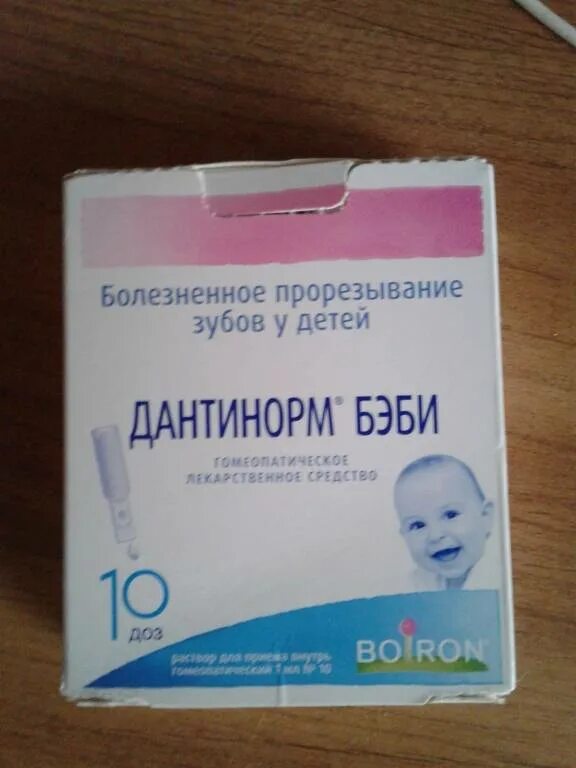 Болезненное прорезывание
зубов у детей
ДАНТИНОРМ® БЭБИ
ГОМЕОПАТИЧЕСКОЕ
ЛЕКАРСТВЕННОЕ СРЕДСТВО
10
доз
раствор для приема внутрь
гомеопатический 1 мл № 10
BOIRON®